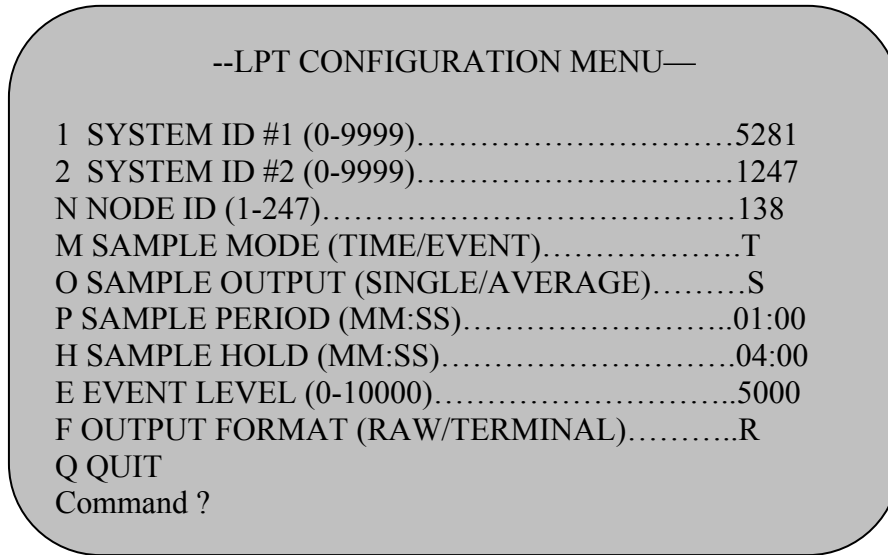 --LPT CONFIGURATION MENU—
1 SYSTEM ID #1 (0-9999)…………………………5281
2 SYSTEM ID #2 (0-9999)…………………………1247
N NODE ID (1-247)…………………………………138
M SAMPLE MODE (TIME/EVENT)……………….T
O SAMPLE OUTPUT (SINGLE/AVERAGE)………S
P SAMPLE PERIOD (MM:SS)……………………..01:00
H SAMPLE HOLD (MM:SS)……………………….04:00
E EVENT LEVEL (0-10000)………………………..5000
F OUTPUT FORMAT (RAW/TERMINAL)………..R
Q QUIT
Command ?